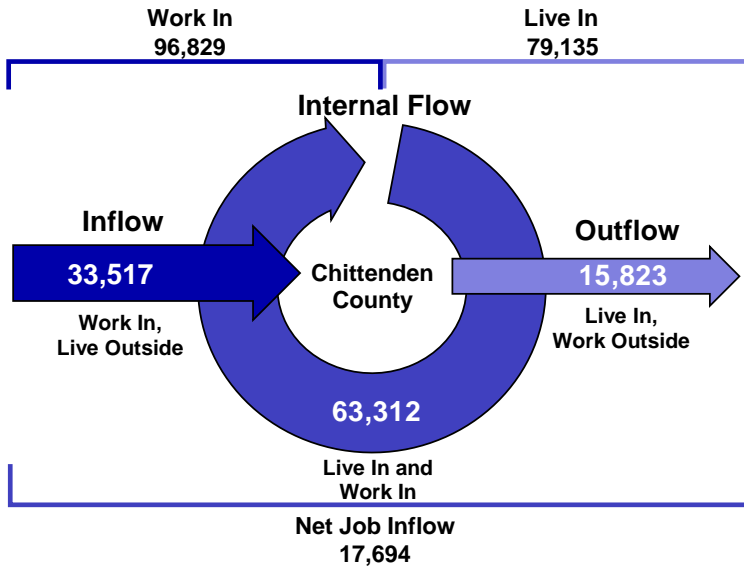 Work In
96,829
Live In
79,135
Internal Flow
Inflow
33,517
Work In,
Live Outside
Chittenden
County
Outflow
15,823
Live In,
Work Outside
63,312
Live In and
Work In
Net Job Inflow
17,694